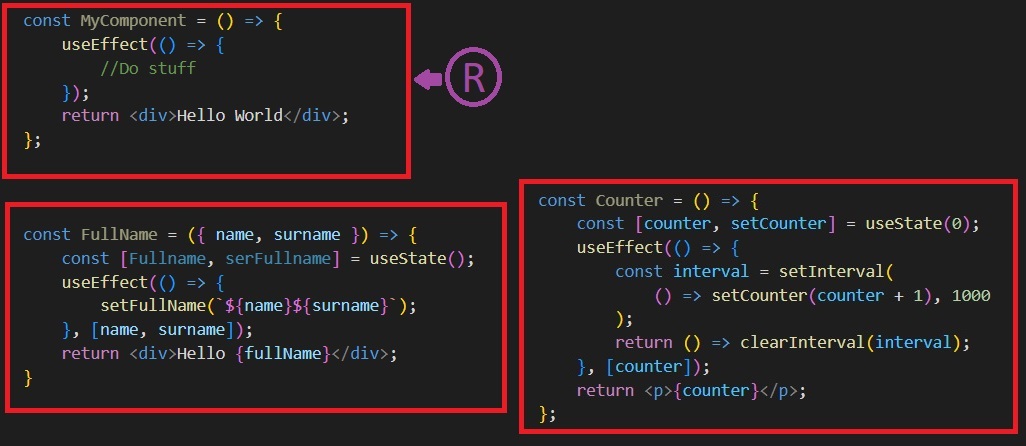 const MyComponent = () => {
useEffect(() => {
//Do stuff
});
return <div>Hello World</div>;
};
R
const FullName = ({ name, surname }) => {
const [Fullname, serFullname] = useState();
useEffect(() => {
setFullName(`${name}${surname}`);
}, [name, surname]);
return <div>Hello {fullName}</div>;
}
const Counter = () => {
const [counter, setCounter] = useState(0);
useEffect(() => {
const interval = setInterval(
() => setCounter(counter + 1), 1000
);
return () => clearInterval(interval);
}, [counter]);
return <p>{counter}</p>;
};